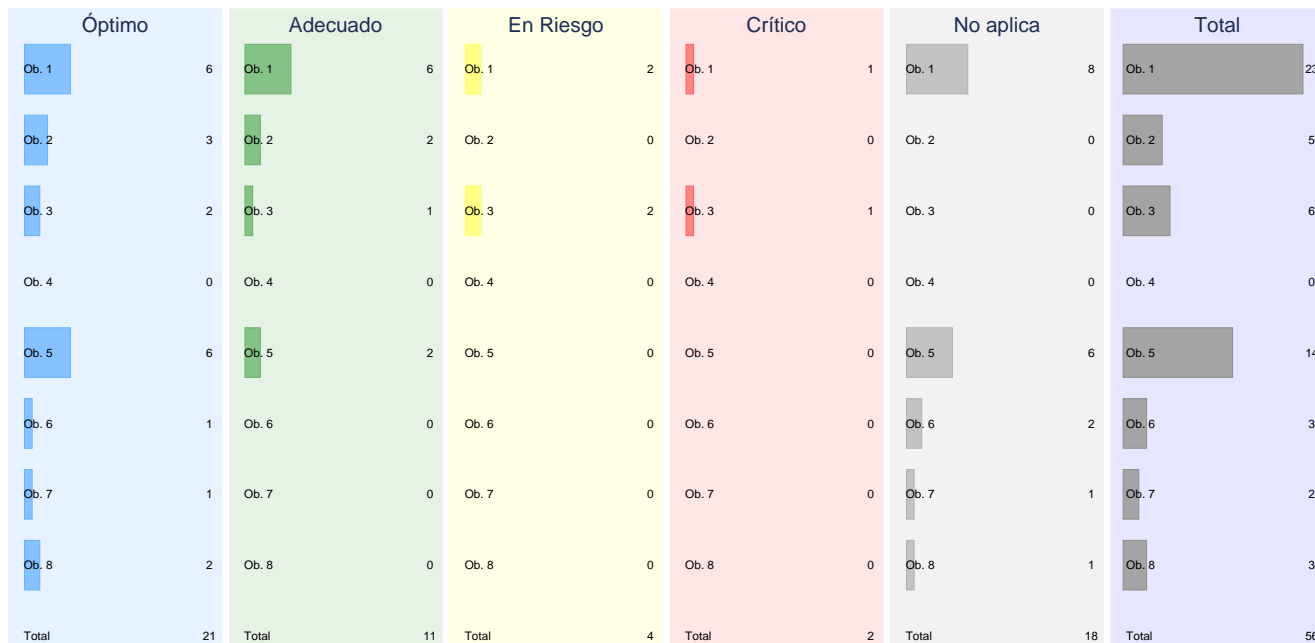 Óptimo Adecuado En Riesgo Crítico No aplica Total
Ob. 1 6 Ob. 1 6 Ob. 1 2 Ob. 1 1 Ob. 1 8 Ob. 1 23
Ob. 2 3 Ob. 2 2 Ob. 2 0 Ob. 2 0 Ob. 2 0 Ob. 2 5
Ob. 3 2 Ob. 3 1 Ob. 3 2 Ob. 3 1 Ob. 3 0 Ob. 3 6
Ob. 4 0 Ob. 4 0 Ob. 4 0 Ob. 4 0 Ob. 4 0 Ob. 4 0
Ob. 5 6 Ob. 5 2 Ob. 5 0 Ob. 5 0 Ob. 5 6 Ob. 5 14
Ob. 6 1 Ob. 6 0 Ob. 6 0 Ob. 6 0 Ob. 6 2 Ob. 6 3
Ob. 7 1 Ob. 7 0 Ob. 7 0 Ob. 7 0 Ob. 7 1 Ob. 7 2
Ob. 8 2 Ob. 8 0 Ob. 8 0 Ob. 8 0 Ob. 8 1 Ob. 8 3
Total 21 Total 11 Total 4 Total 2 Total 18 Total 56